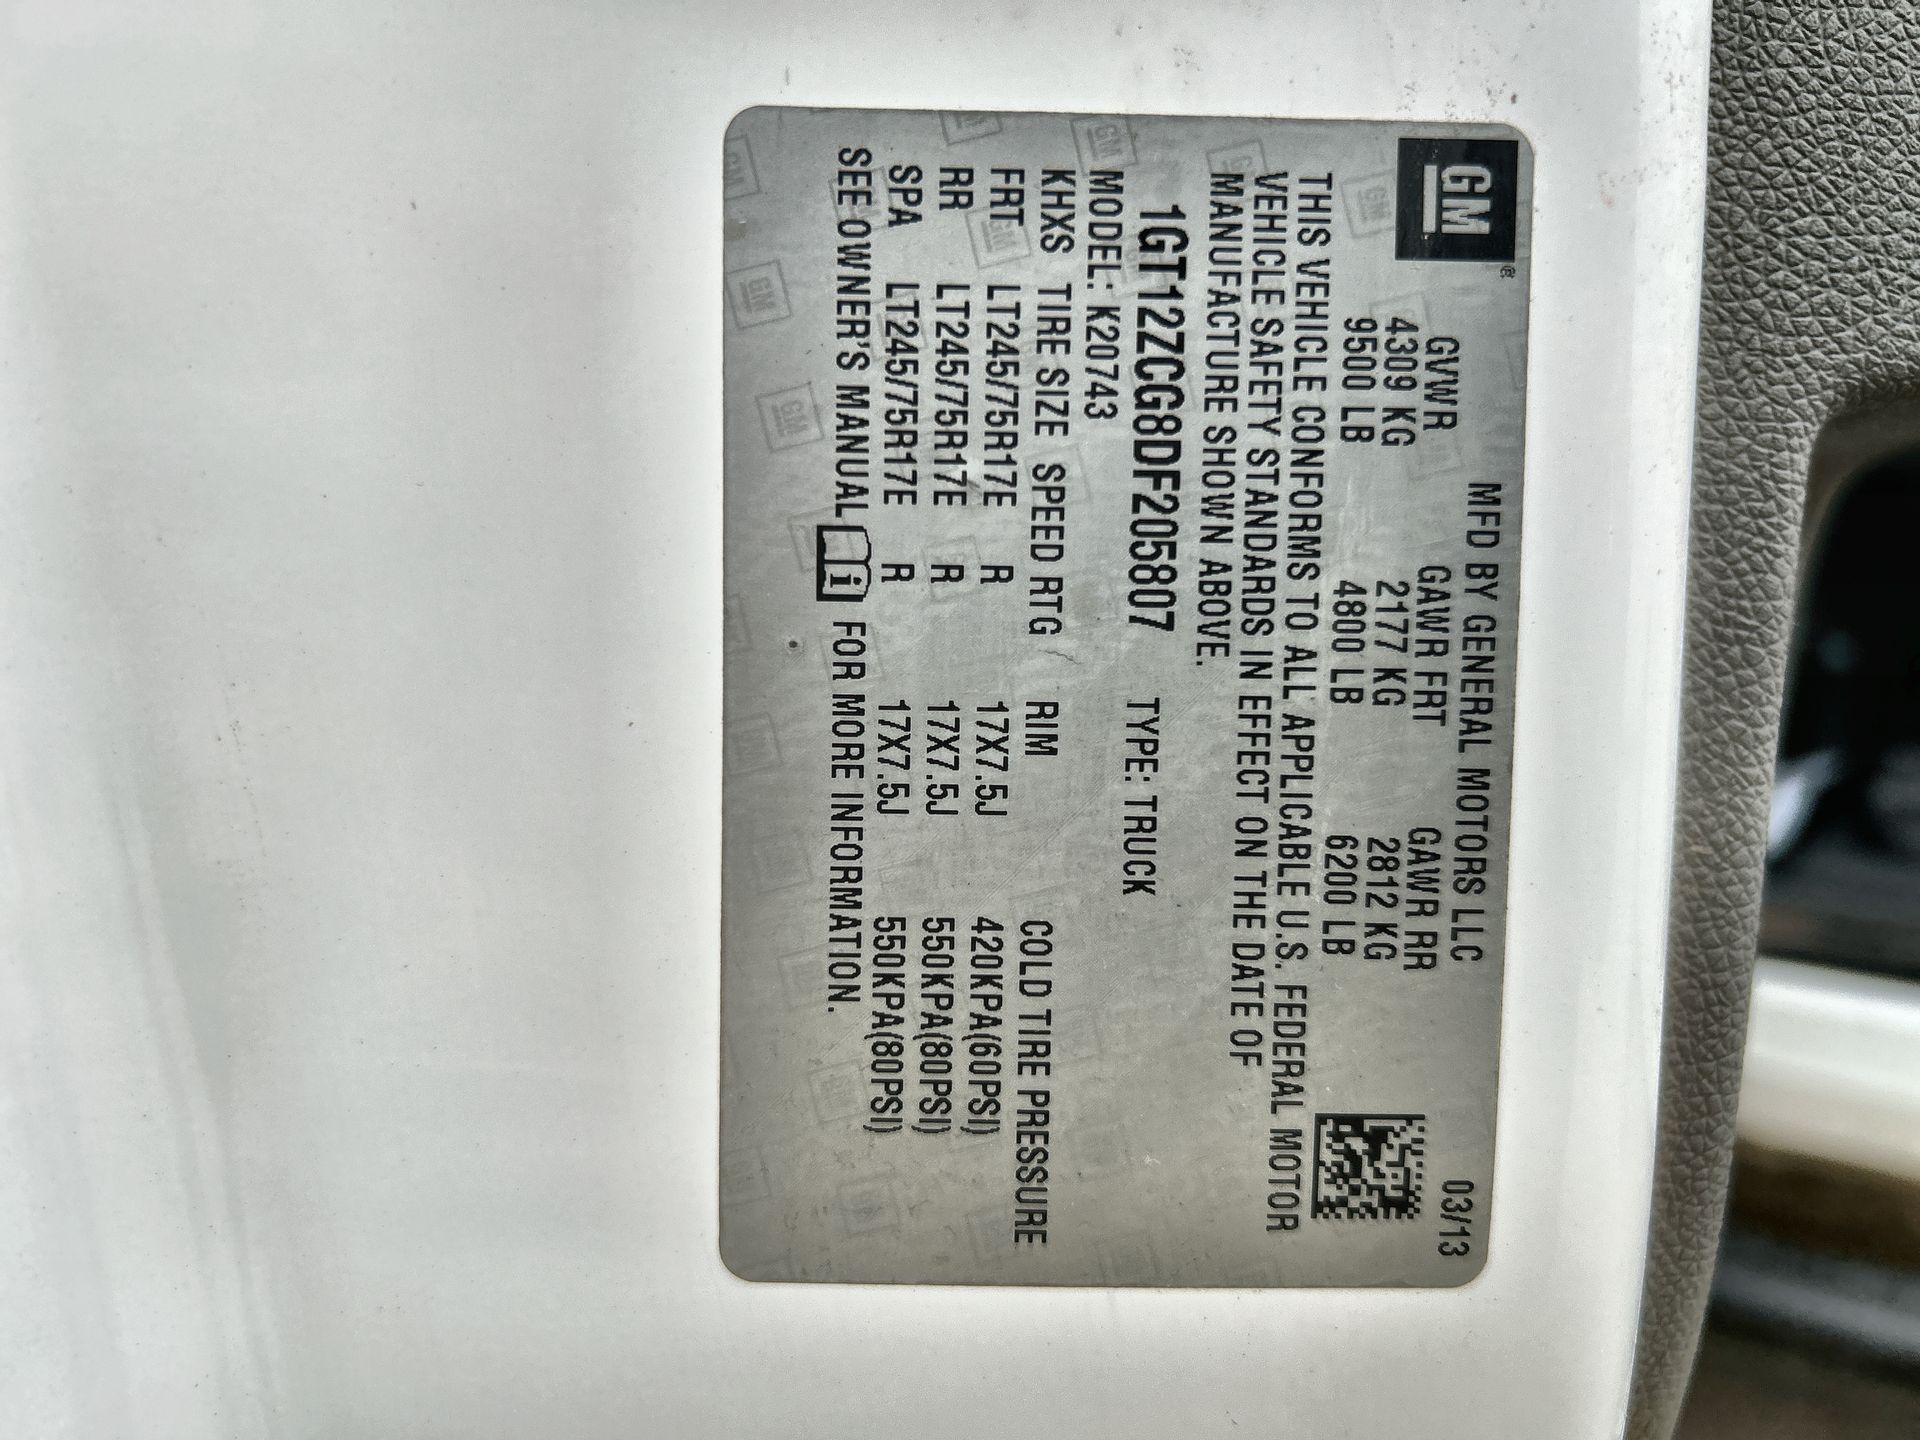 GM®
MFD BY GENERAL MOTORS LLC 03/13
GVWR GAWR FRT GAWR RR
4309 KG 2177 KG 2812 KG
9500 LB 4800 LB 6200 LB
THIS VEHICLE CONFORMS TO ALL APPLICABLE U.S. FEDERAL MOTOR
VEHICLE SAFETY STANDARDS IN EFFECT ON THE DATE OF
MANUFACTURE SHOWN ABOVE.
1GT12ZCG8DF205807 TYPE: TRUCK
MODEL: K20743
KHXS TIRE SIZE SPEED RTG RIM COLD TIRE PRESSURE
FRT LT245/75R17E R 17X7.5J 420KPA(60PSI)
RR LT245/75R17E R 17X7.5J 550KPA(80PSI)
SPA LT245/75R17E R 17X7.5J 550KPA(80PSI)
SEE OWNER'S MANUAL i FOR MORE INFORMATION.